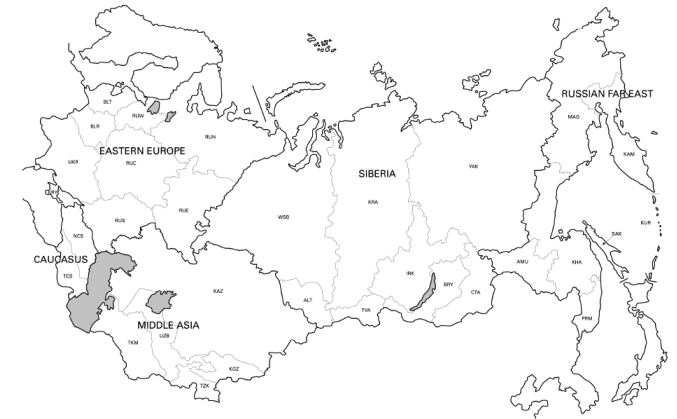 RUSSIAN FAR EAST
BLT
RUW
MAG
BLR
RUN
EASTERN EUROPE
KAM
UKR
RUC
YAK
SIBERIA
KRA
RUE
WSB
RUS
KUR
NCS
SAK
CAUCASUS
AMU
KHA
TCS
IRK
BRY
KAZ
CTA
ALT
TVA
PRM
MIDDLE ASIA
UZB
TKM
KGZ
TZK